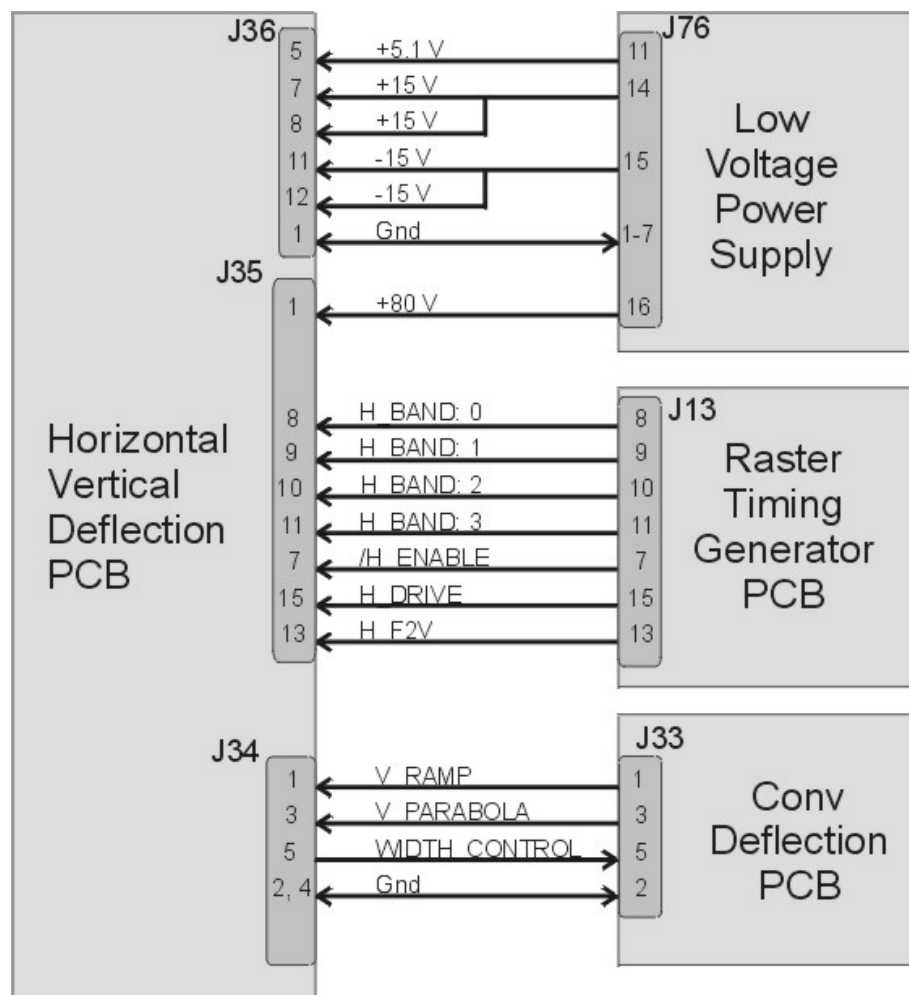 J36
J76
5 +5.1 V 11
7 +15 V 14
8 +15 V
11 -15 V 15
12 -15 V
1 Gnd 1-7
Low
Voltage
Power
Supply
J35
1 +80 V 16
J13
8 H_BAND: 0 8
9 H_BAND: 1 9
10 H_BAND: 2 10
11 H_BAND: 3 11
7 /H_ENABLE 7
15 H_DRIVE 15
13 H_F2V 13
Horizontal
Vertical
Deflection
PCB
Raster
Timing
Generator
PCB
J34
J33
1 V_RAMP 1
3 V_PARABOLA 3
5 WIDTH_CONTROL 5
2, 4 Gnd 2
Conv
Deflection
PCB